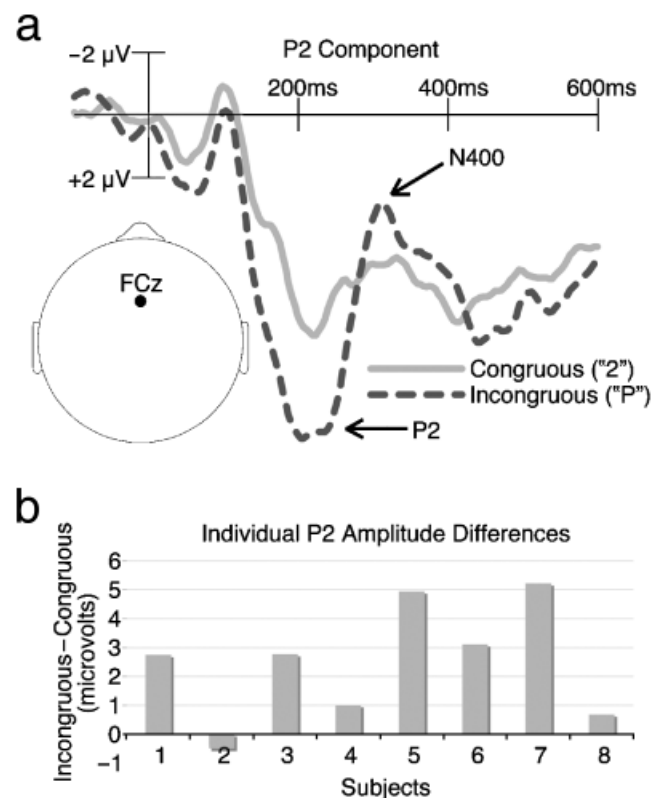 a
P2 Component
−2 µV
200ms 400ms 600ms
N400
+2 µV
FCz
Congruous ("2")
Incongruous ("P")
P2
b
Individual P2 Amplitude Differences
Incongruous−Congruous
(microvolts)
6
5
4
3
2
1
0
−1
1 2 3 4 5 6 7 8
Subjects